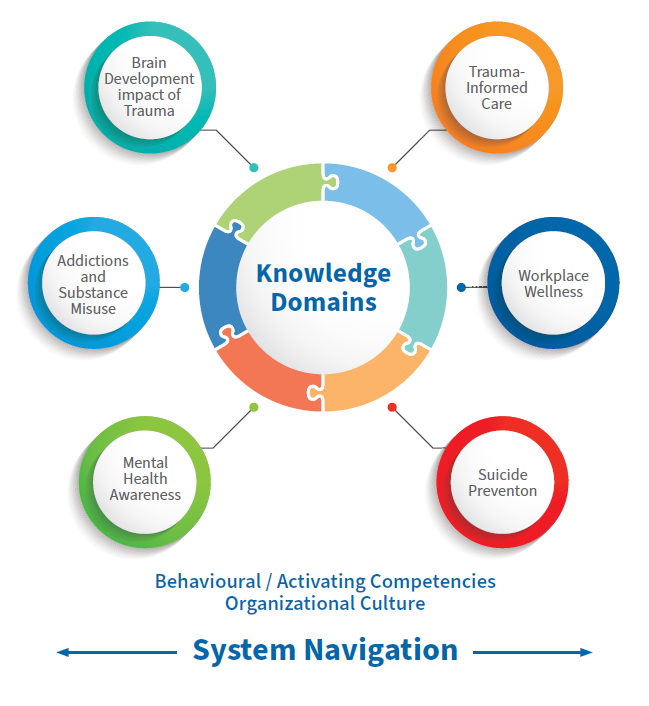 Brain
Development
impact of
Trauma
Trauma-
Informed
Care
Addictions
and
Substance
Misuse
Knowledge
Domains
Workplace
Wellness
Mental
Health
Awareness
Suicide
Preventon
Behavioural / Activating Competencies
Organizational Culture
System Navigation